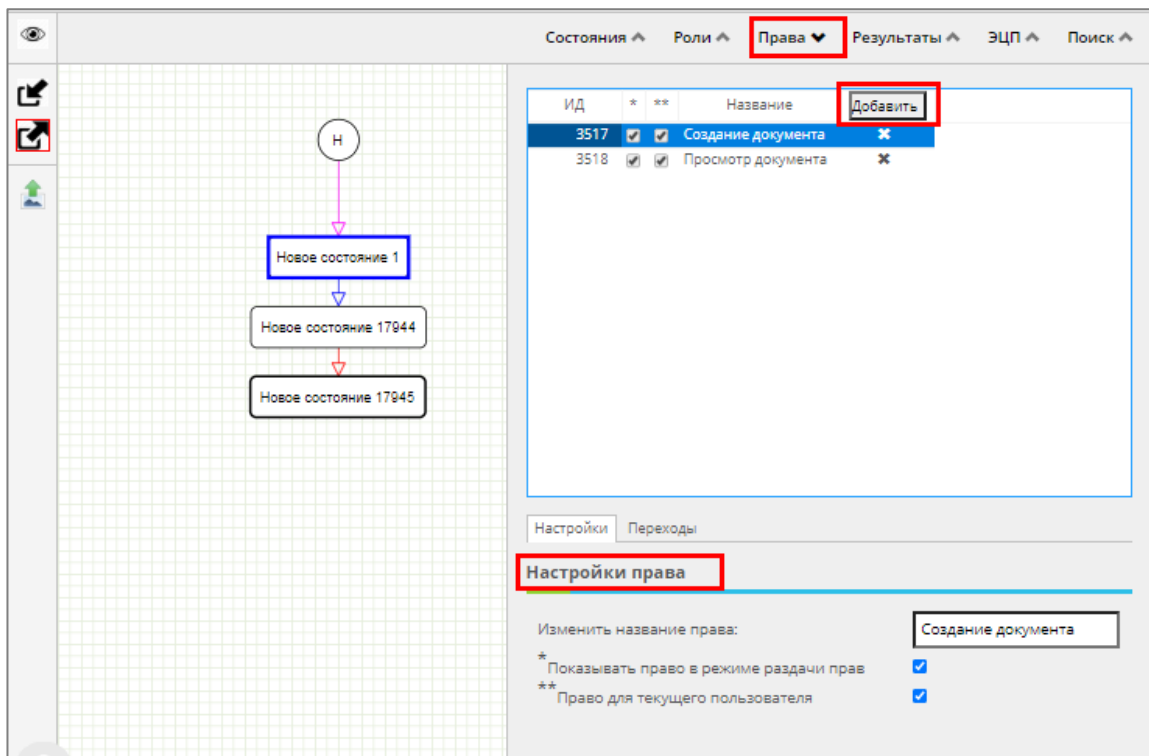 Состояния Роли Права Результаты ЭЦП Поиск
ИД * ** Название Добавить
3517 Создание документа
3518 Просмотр документа
Н
Новое состояние 1
Новое состояние 17944
Новое состояние 17945
Настройки Переходы
Настройки права
Изменить название права: Создание документа
*Показывать право в режиме раздачи прав
**Право для текущего пользователя